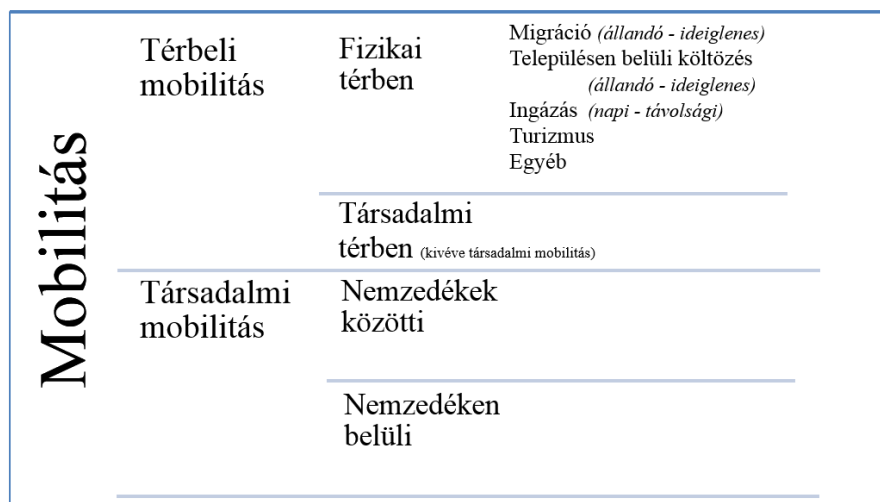 Mobilitás
Térbeli
mobilitás
Fizikai
térben
Migráció (állandó - ideiglenes)
Településen belüli költözés
(állandó - ideiglenes)
Ingázás (napi - távolsági)
Turizmus
Egyéb
Társadalmi
térben (kivéve társadalmi mobilitás)
Társadalmi
mobilitás
Nemzedékek
közötti
Nemzedéken
belüli